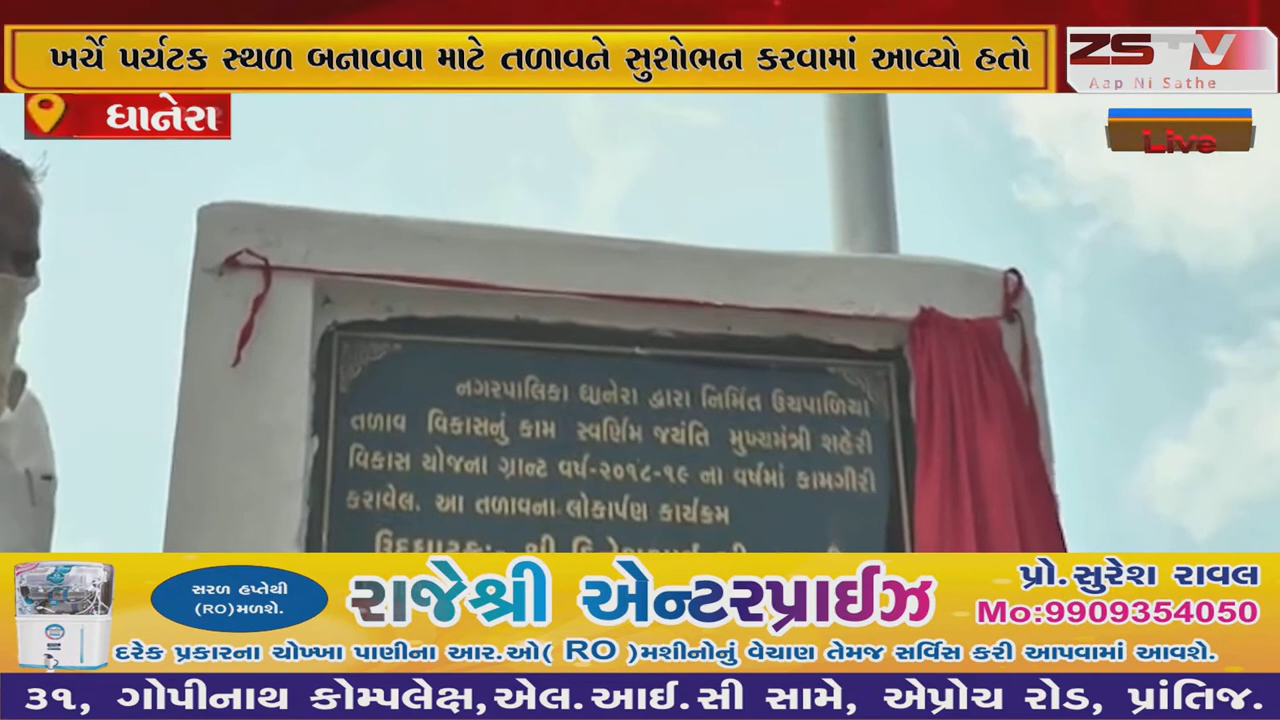 ખર્ચે પર્યટક સ્થળ બનાવવા માટે તળાવને સુશોભન કરવામાં આવ્યો હતો
ZSTV
Aap Ni Sathe
ધાનેરા
Live
નગરપાલિકા ધાનેરા દ્વારા નિર્મિત ઉચાપાળિયા
તળાવ વિકાસનું કામ સ્વર્ણિમ જયંતિ મુખ્યમંત્રી શહેરી
વિકાસ યોજના ગ્રાન્ટ વર્ષ-૨૦૧૮-૧૯ ના વર્ષમાં કામગીરી
કરાવેલ. આ તળાવના લોકાર્પણ કાર્યક્રમ
સરળ હપ્તેથી
(RO)મળશે.
રાજેશ્રી એન્ટરપ્રાઈઝ
પ્રો.સુરેશ રાવલ
Mo:9909354050
દરેક પ્રકારના ચોખ્ખા પાણીના આર.ઓ( RO )મશીનોનું વેચાણ તેમજ સર્વિસ કરી આપવામાં આવશે.
૩૧, ગોપીનાથ કોમ્પલેક્ષ,એલ.આઈ.સી સામે, એપ્રોચ રોડ, પ્રાંતિજ.